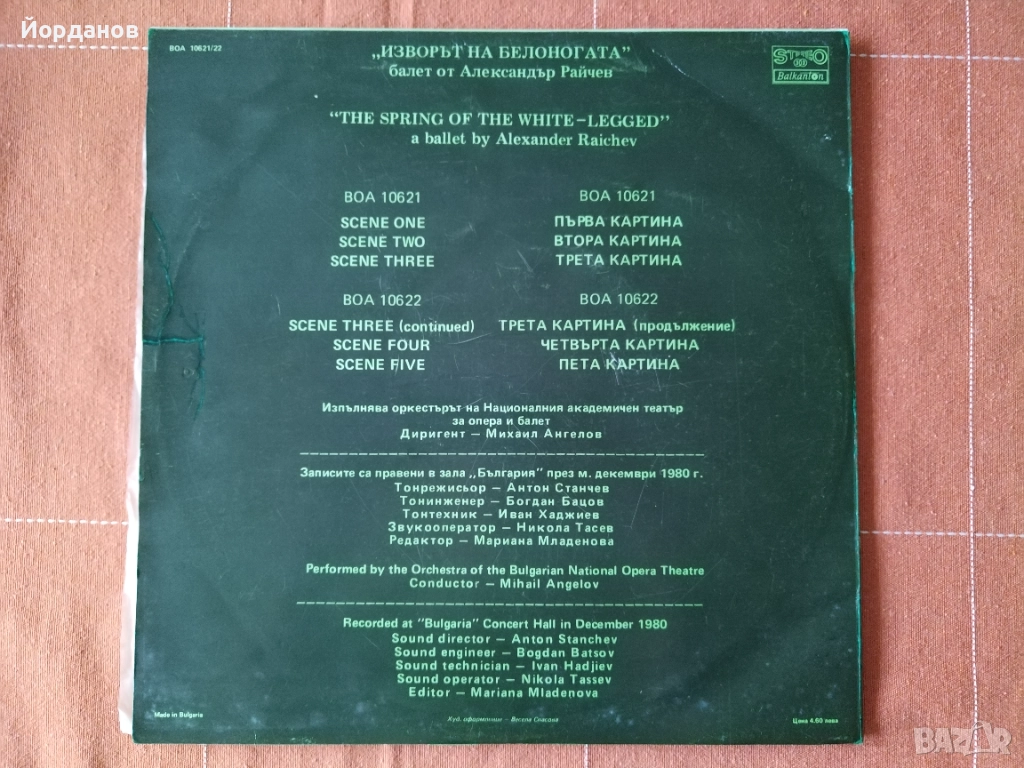 Йорданов
ВОА 10621/22
„ИЗВОРЪТ НА БЕЛОНОГАТА”
балет от Александър Райчев
STEREO
Balkanton
“THE SPRING OF THE WHITE-LEGGED”
a ballet by Alexander Raichev
ВОА 10621
SCENE ONE
SCENE TWO
SCENE THREE
ВОА 10621
ПЪРВА КАРТИНА
ВТОРА КАРТИНА
ТРЕТА КАРТИНА
ВОА 10622
SCENE THREE (continued)
SCENE FOUR
SCENE FIVE
ВОА 10622
ТРЕТА КАРТИНА (продължение)
ЧЕТВЪРТА КАРТИНА
ПЕТА КАРТИНА
Изпълнява оркестърът на Националния академичен театър
за опера и балет
Диригент — Михаил Ангелов
Записите са правени в зала „България” през м. декември 1980 г.
Тонрежисьор — Антон Станчев
Тонинженер — Богдан Бацов
Тонтехник — Иван Хаджиев
Звукооператор — Никола Тасев
Редактор — Мариана Младенова
Performed by the Orchestra of the Bulgarian National Opera Theatre
Conductor — Mihail Angelov
Recorded at "Bulgaria" Concert Hall in December 1980
Sound director — Anton Stanchev
Sound engineer — Bogdan Batsov
Sound technician — Ivan Hadjiev
Sound operator — Nikola Tassev
Editor — Mariana Mladenova
Made in Bulgaria
Худ. оформление — Весела
Цена 4.60 лева
BAZAR